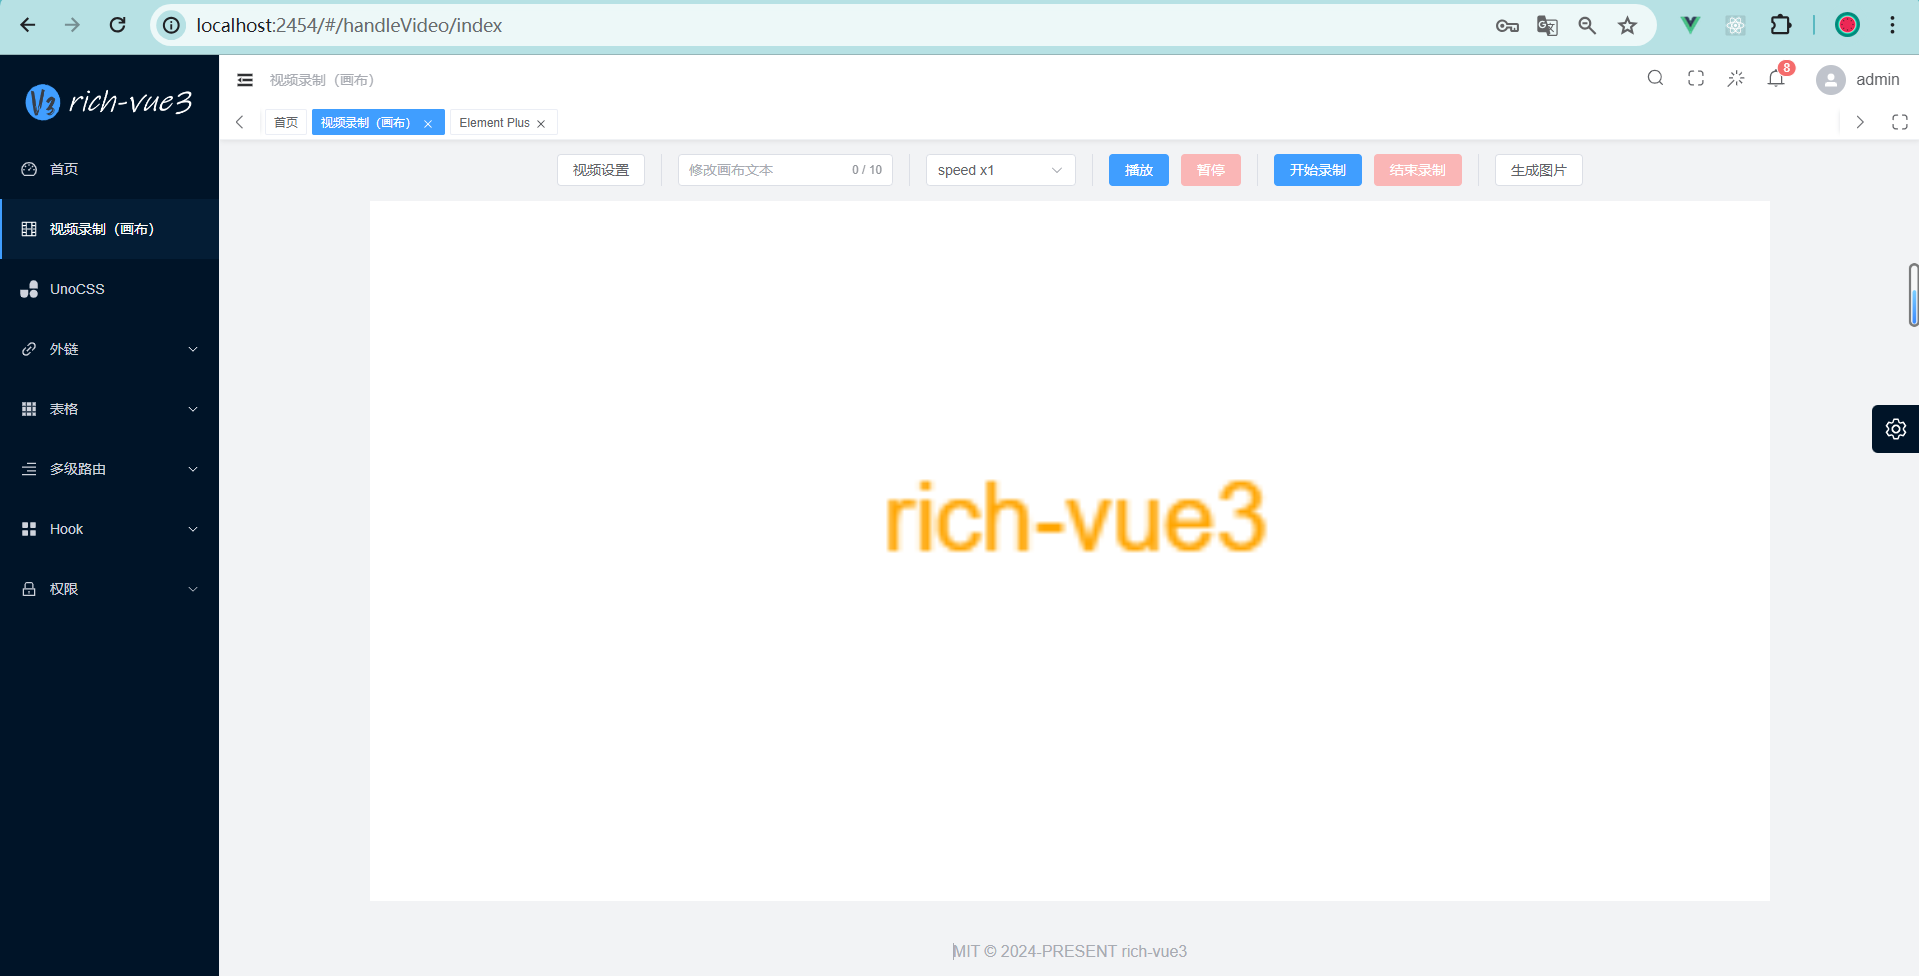 localhost:2454/#/handleVideo/index
rich-vue3
首页
视频录制（画布）
UnoCSS
外链
表格
多级路由
Hook
权限
视频录制（画布）
8
admin
首页 视频录制（画布） Element Plus
视频设置 修改画布文本 0 / 10 speed x1 播放 暂停 开始录制 结束录制 生成图片
rich-vue3
MIT © 2024-PRESENT rich-vue3